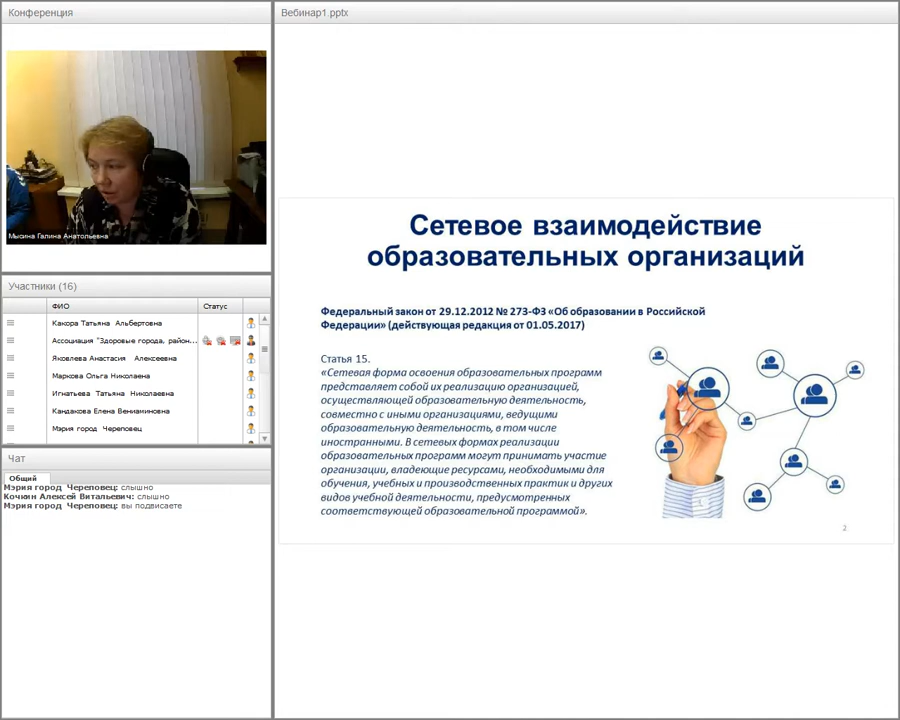 Конференция
Мысина Галина Анатольевна
Участники (16)
ФИО Статус
Какора Татьяна Альбертовна
Ассоциация "Здоровые города, район...
Яковлева Анастасия Алексеевна
Маркова Ольга Николаевна
Игнатьева Татьяна Николаевна
Кандакова Елена Вениаминовна
Мэрия город Череповец
Чат
Общий
Мэрия город Череповец: слышно
Кочкин Алексей Витальевич: слышно
Мэрия город Череповец: вы подвисаете
Вебинар1.pptx
Сетевое взаимодействие
образовательных организаций
Федеральный закон от 29.12.2012 № 273-ФЗ «Об образовании в Российской
Федерации» (действующая редакция от 01.05.2017)
Статья 15.
«Сетевая форма освоения образовательных программ
представляет собой их реализацию организацией,
осуществляющей образовательную деятельность,
совместно с иными организациями, ведущими
образовательную деятельность, в том числе
иностранными. В сетевых формах реализации
образовательных программ могут принимать участие
организации, владеющие ресурсами, необходимыми для
обучения, учебных и производственных практик и других
видов учебной деятельности, предусмотренных
соответствующей образовательной программой».
2